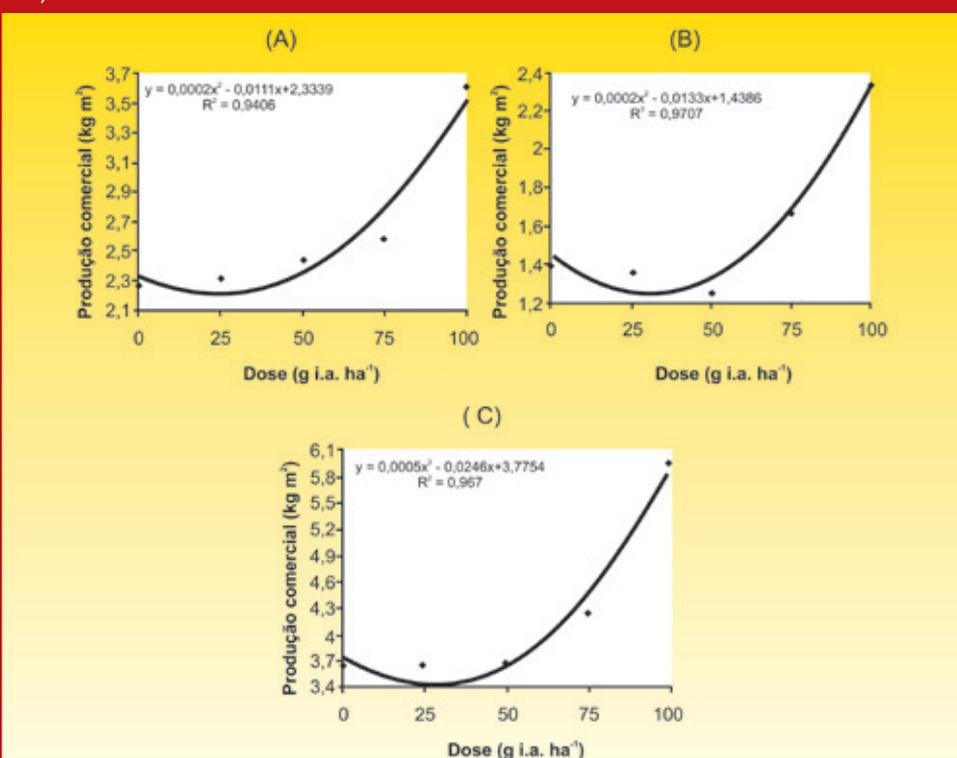 (A)
Produção comercial (kg m²)
y = 0,0002x² - 0,0111x+2,3339
R² = 0,9406
3,7
3,5
3,3
3,1
2,9
2,7
2,5
2,3
2,1
0 25 50 75 100
Dose (g i.a. ha⁻¹)
(B)
Produção comercial (kg m²)
y = 0,0002x² - 0,0133x+1,4386
R² = 0,9707
2,4
2,2
2
1,8
1,6
1,4
1,2
0 25 50 75 100
Dose (g i.a. ha⁻¹)
( C)
Produção comercial (kg m²)
y = 0,0005x² - 0,0246x+3,7754
R² = 0,967
6,1
5,8
5,5
5,2
4,9
4,6
4,3
4
3,7
3,4
0 25 50 75 100
Dose (g i.a. ha⁻¹)